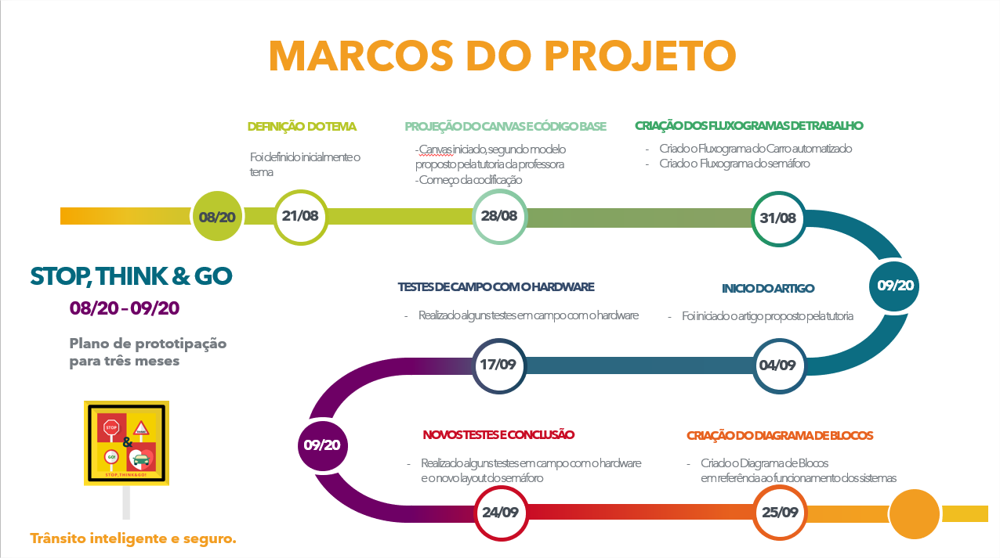 MARCOS DO PROJETO
DEFINIÇÃO DO TEMA
Foi definido inicialmente o
tema
PROJEÇÃO DO CANVAS E CÓDIGO BASE
- Canvas iniciado, segundo modelo
proposto pela tutoria da professora
- Começo da codificação
CRIAÇÃO DOS FLUXOGRAMAS DE TRABALHO
- Criado o Fluxograma do Carro automatizado
- Criado o Fluxograma do semáforo
08/20
21/08
28/08
31/08
STOP, THINK & GO
08/20 – 09/20
Plano de prototipação
para três meses
TESTES DE CAMPO COM O HARDWARE
- Realizado alguns testes em campo com o hardware
INICIO DO ARTIGO
- Foi iniciado o artigo proposto pela tutoria
09/20
17/09
04/09
09/20
NOVOS TESTES E CONCLUSÃO
- Realizado alguns testes em campo com o hardware
e o novo layout do semáforo
CRIAÇÃO DO DIAGRAMA DE BLOCOS
- Criado o Diagrama de Blocos
em referência ao funcionamento dos sistemas
24/09
25/09
STOP
THINK
&
GO!
STOP,THINK&GO!
Trânsito inteligente e seguro.